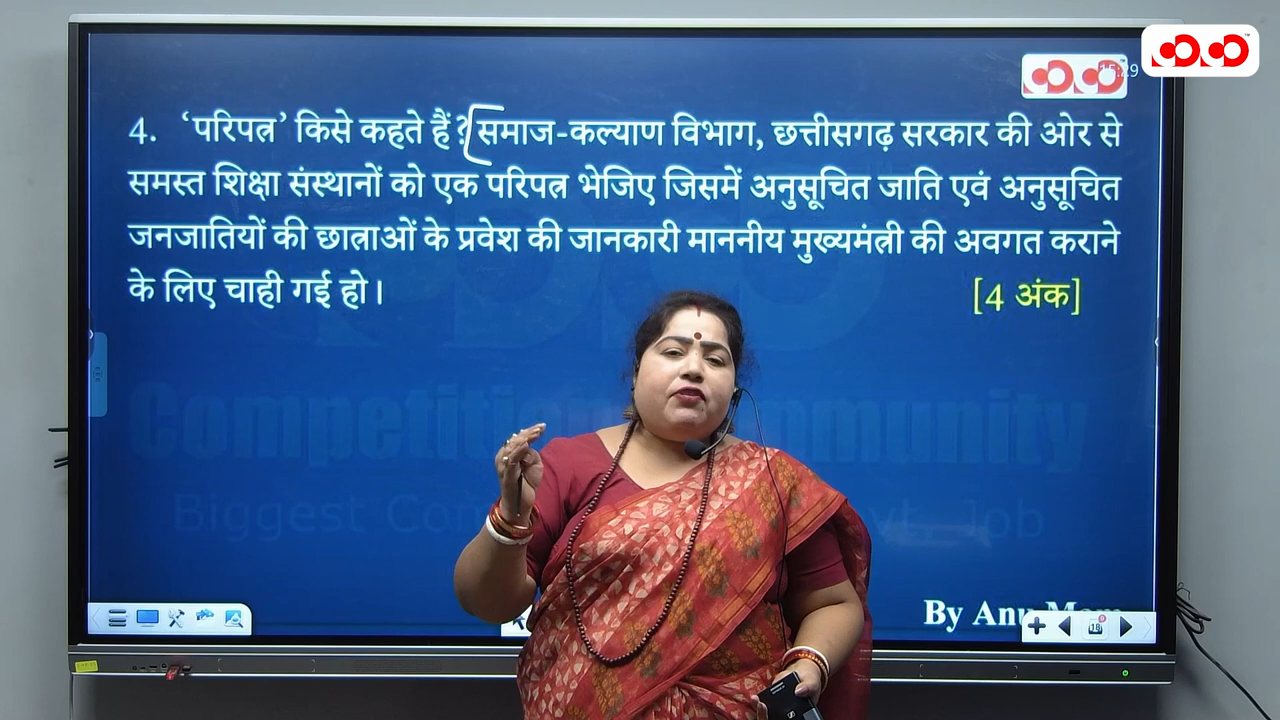 4. 'परिपत्र' किसे कहते हैं ? समाज-कल्याण विभाग, छत्तीसगढ़ सरकार की ओर से
समस्त शिक्षा संस्थानों को एक परिपत्र भेजिए जिसमें अनुसूचित जाति एवं अनुसूचित
जनजातियों की छात्राओं के प्रवेश की जानकारी माननीय मुख्यमंत्री की अवगत कराने
के लिए चाही गई हो। [4 अंक]
Biggest
By Anu